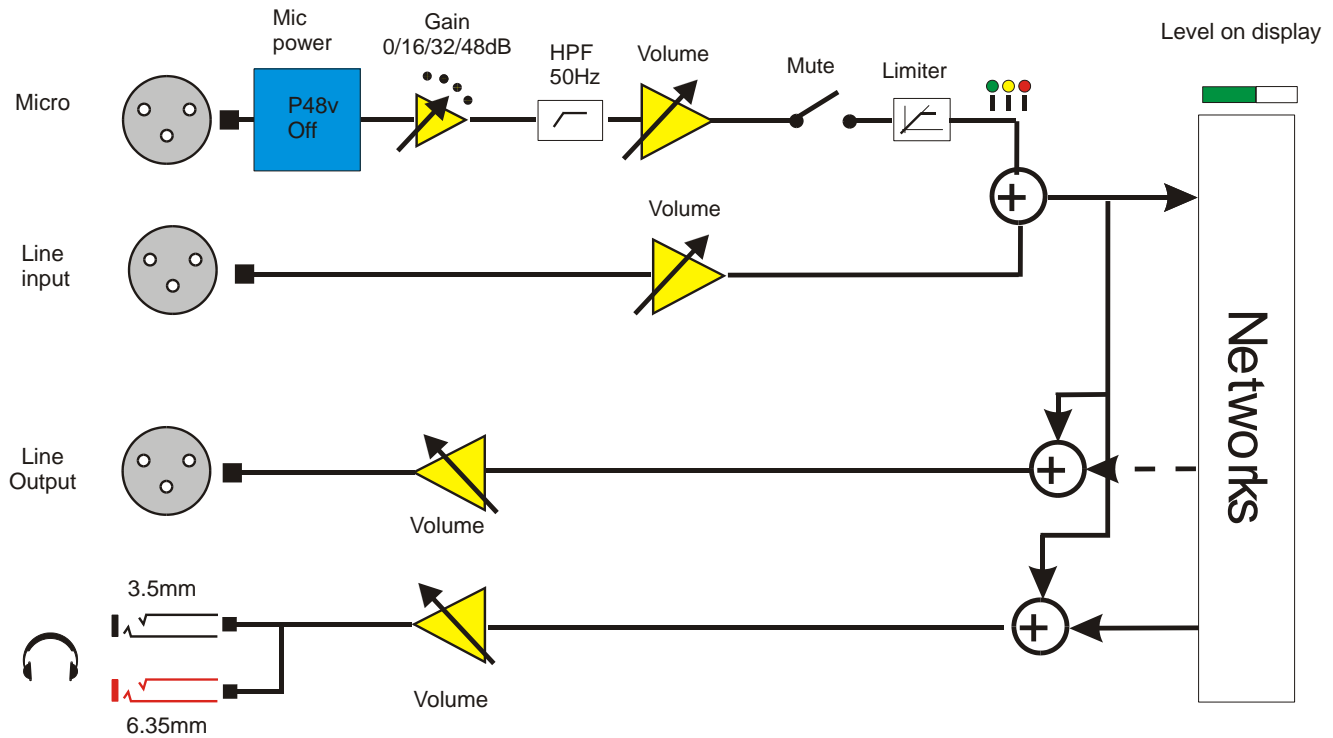 Mic
power
Gain
0/16/32/48dB
HPF
50Hz
Volume
Mute
Limiter
Level on display
Micro
P48v
Off
Volume
Line
input
Networks
Line
Output
Volume
3.5mm
Volume
6.35mm